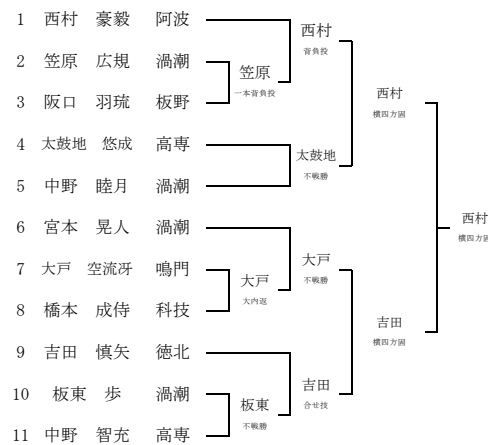 1 西村 豪毅 阿波
2 笠原 広規 渦潮
3 阪口 羽琉 板野
4 太鼓地 悠成 高専
5 中野 睦月 渦潮
6 宮本 晃人 渦潮
7 大戸 空流冴 鳴門
8 橋本 成侍 科技
9 吉田 慎矢 徳北
10 板東 歩 渦潮
11 中野 智充 高専
笠原
一本背負投
大戸
大内返
板東
不戦勝
西村
背負投
太鼓地
不戦勝
大戸
不戦勝
吉田
合せ技
西村
横四方固
吉田
横四方固
西村
横四方固